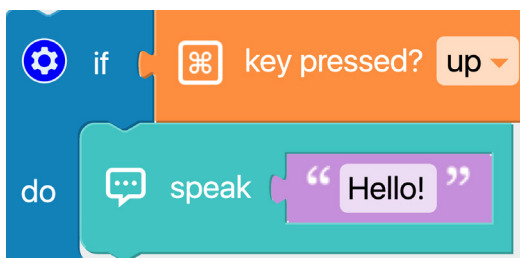 if key pressed? up
do speak “ Hello! ”